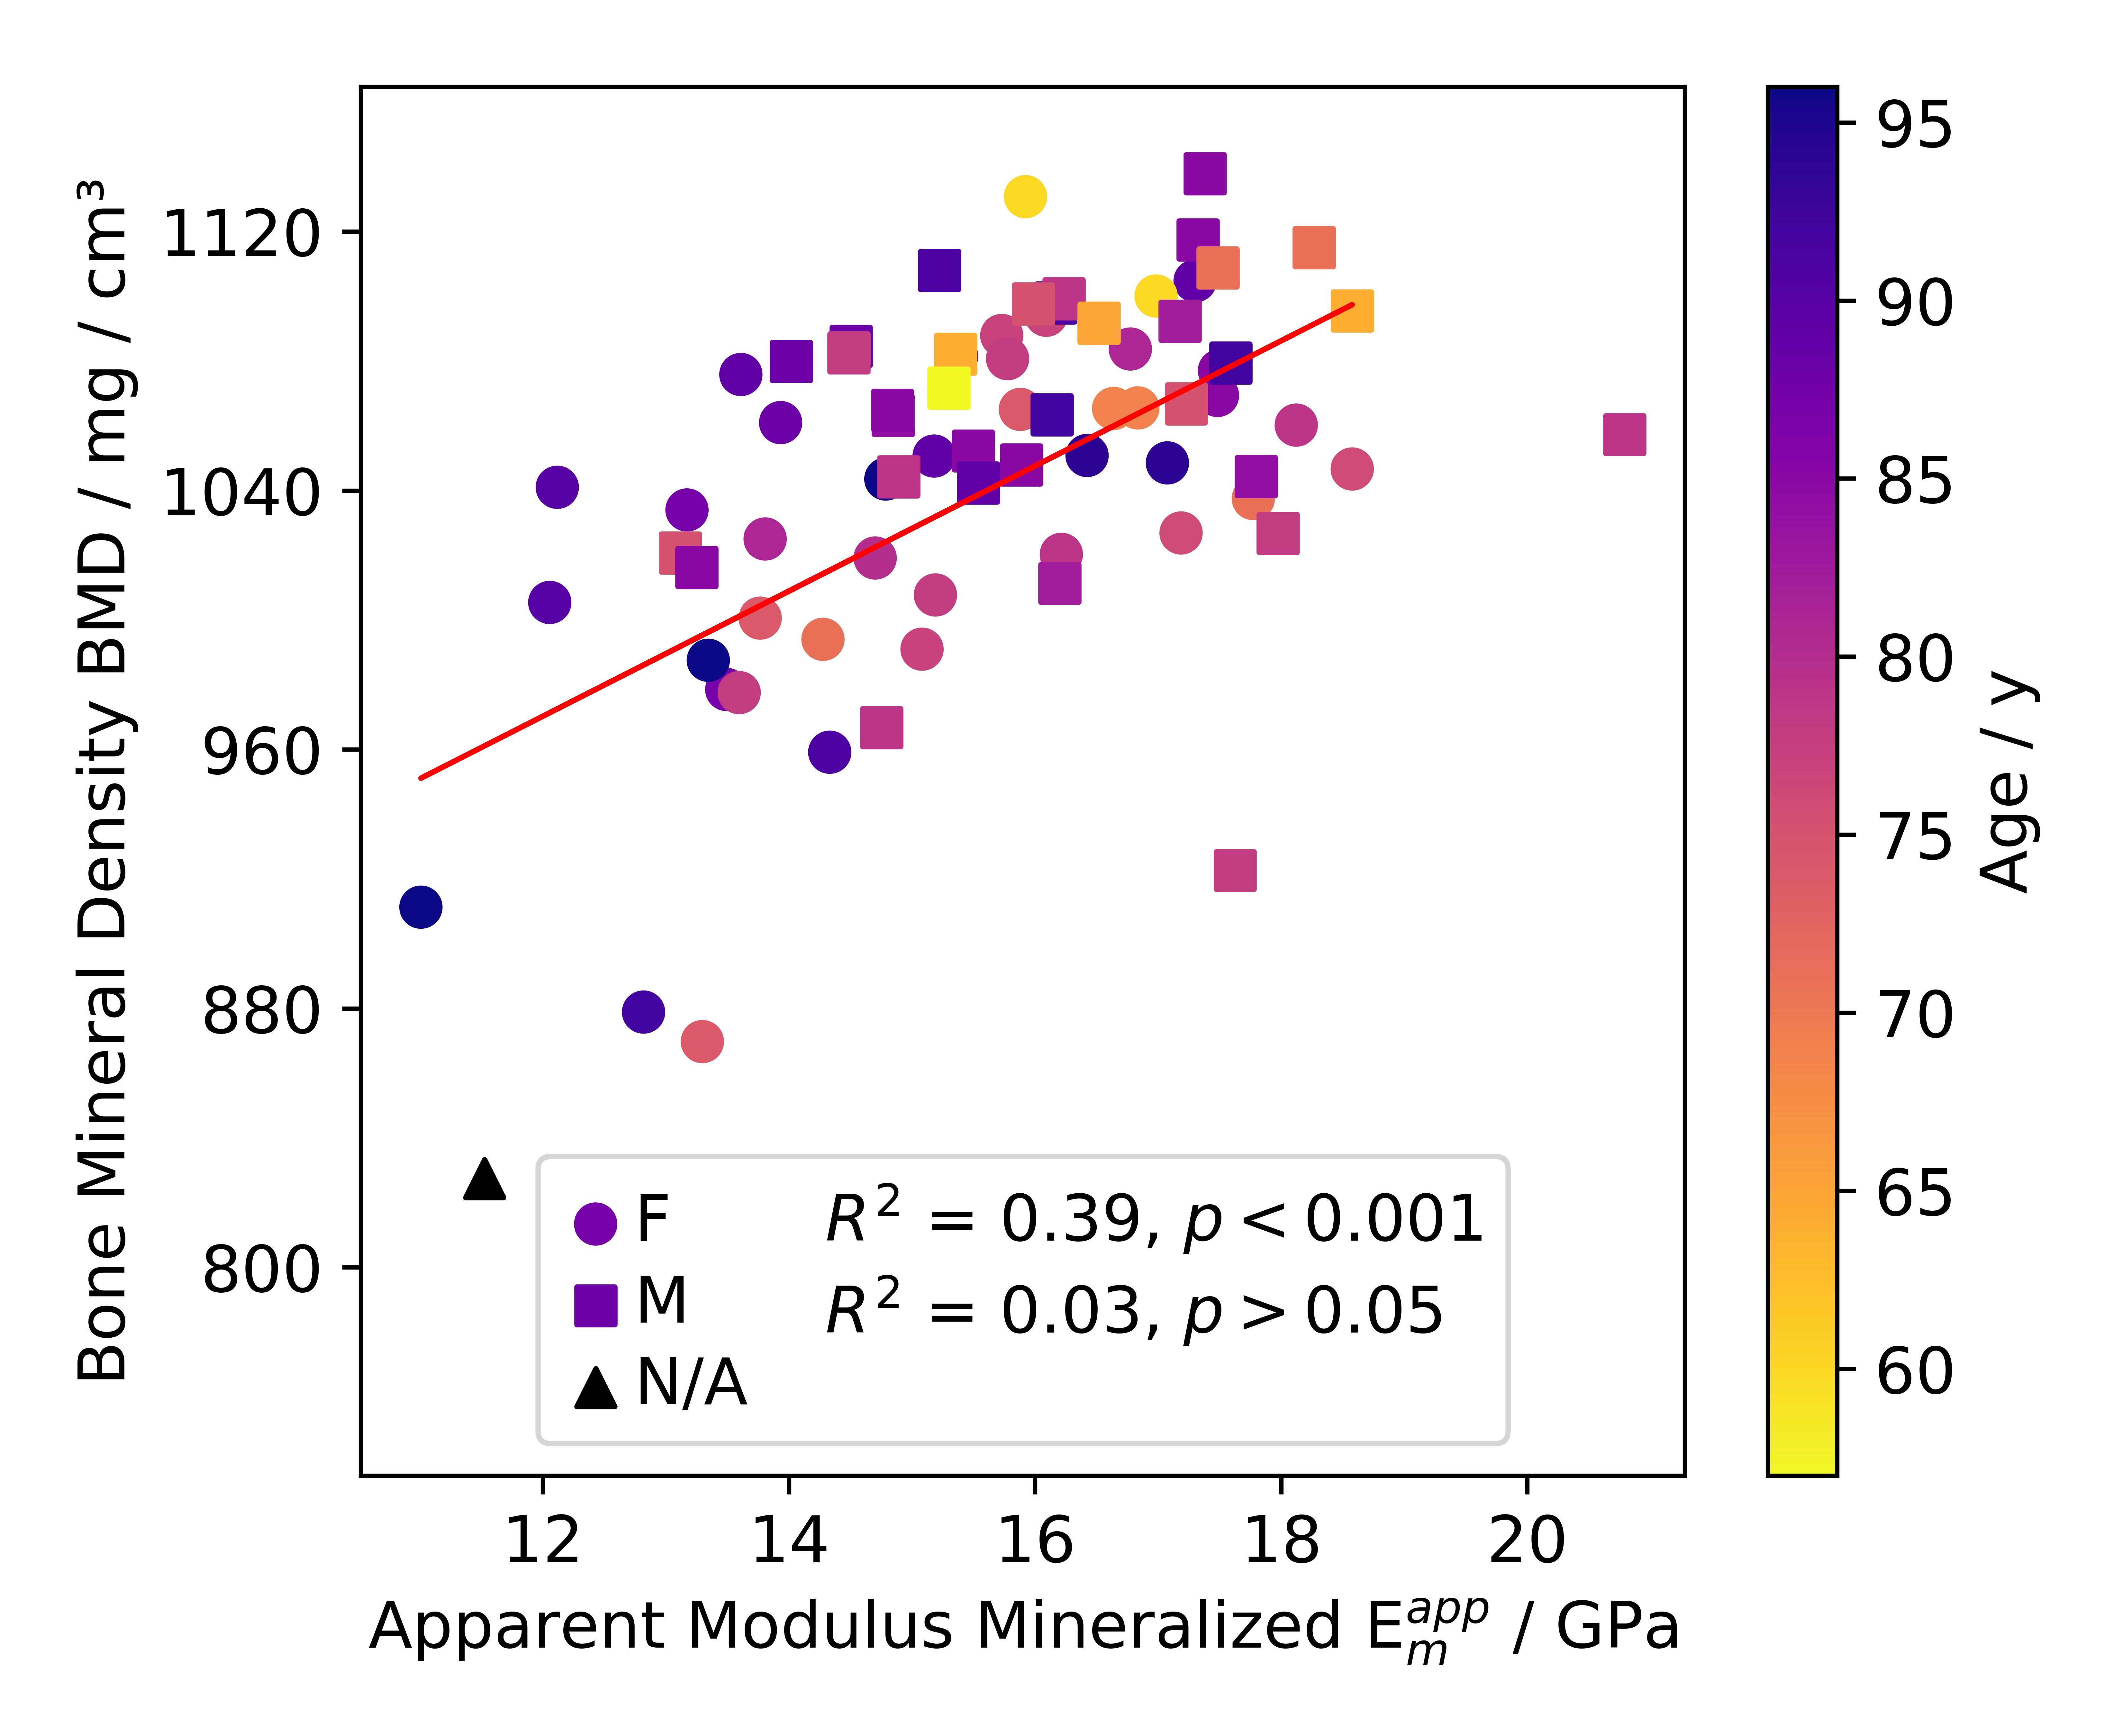 Bone Mineral Density BMD / mg / cm³
1120
1040
960
880
800
12 14 16 18 20
Apparent Modulus Mineralized E_m^app / GPa
F R² = 0.39, p < 0.001
M R² = 0.03, p > 0.05
N/A
95
90
85
80
75
70
65
60
Age / y